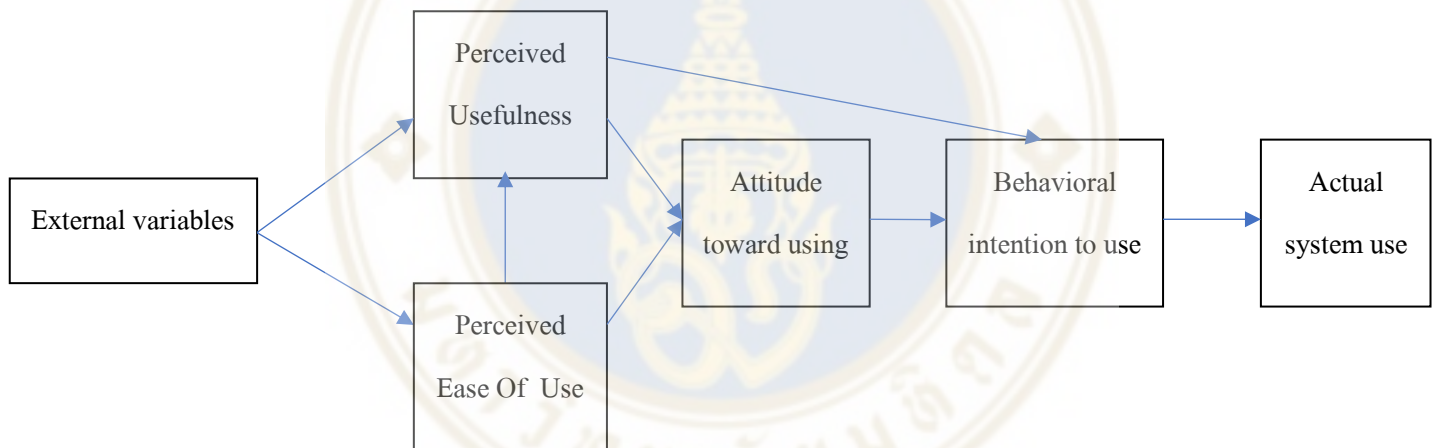 Perceived
Usefulness
External variables
Perceived
Ease Of Use
Attitude
toward using
Behavioral
intention to use
Actual
system use